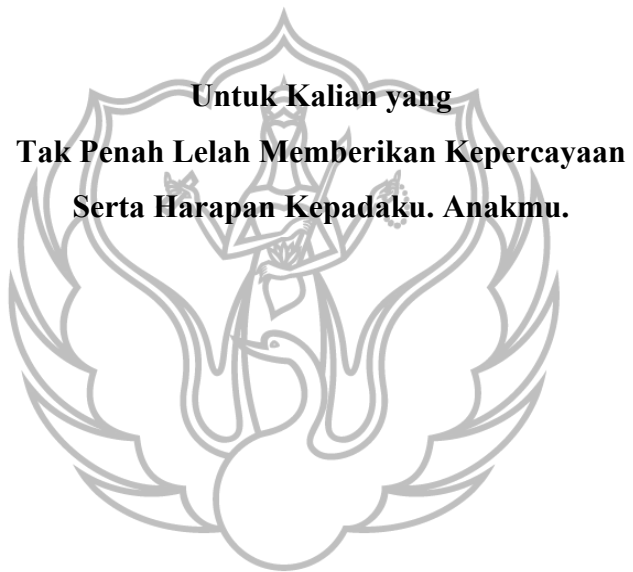 Untuk Kalian yang
Tak Penah Lelah Memberikan Kepercayaan
Serta Harapan Kepadaku. Anakmu.